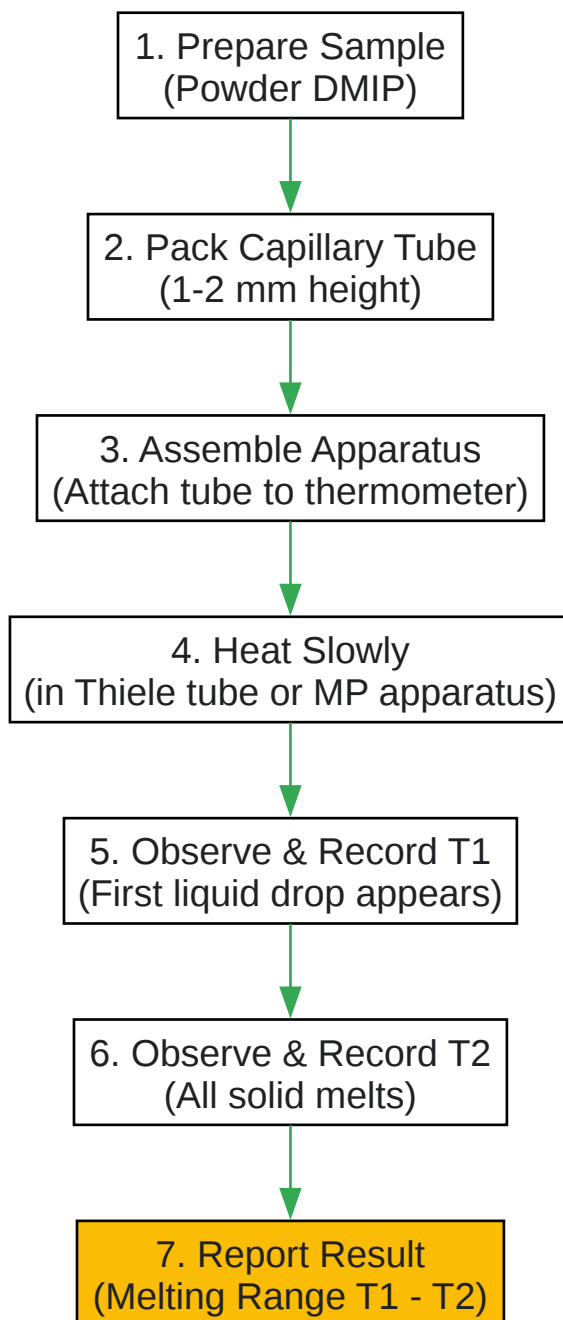 1. Prepare Sample
(Powder DMIP)
2. Pack Capillary Tube
(1-2 mm height)
3. Assemble Apparatus
(Attach tube to thermometer)
4. Heat Slowly
(in Thiele tube or MP apparatus)
5. Observe & Record T1
(First liquid drop appears)
6. Observe & Record T2
(All solid melts)
7. Report Result
(Melting Range T1 - T2)